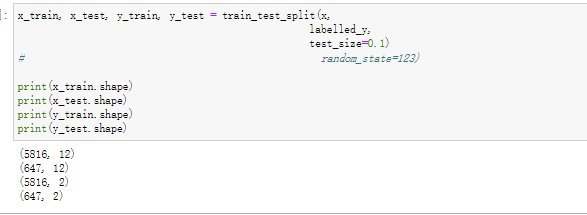 ]: x_train, x_test, y_train, y_test = train_test_split(x,
labelled_y,
test_size=0.1)
# random_state=123)
print(x_train.shape)
print(x_test.shape)
print(y_train.shape)
print(y_test.shape)
(5816, 12)
(647, 12)
(5816, 2)
(647, 2)